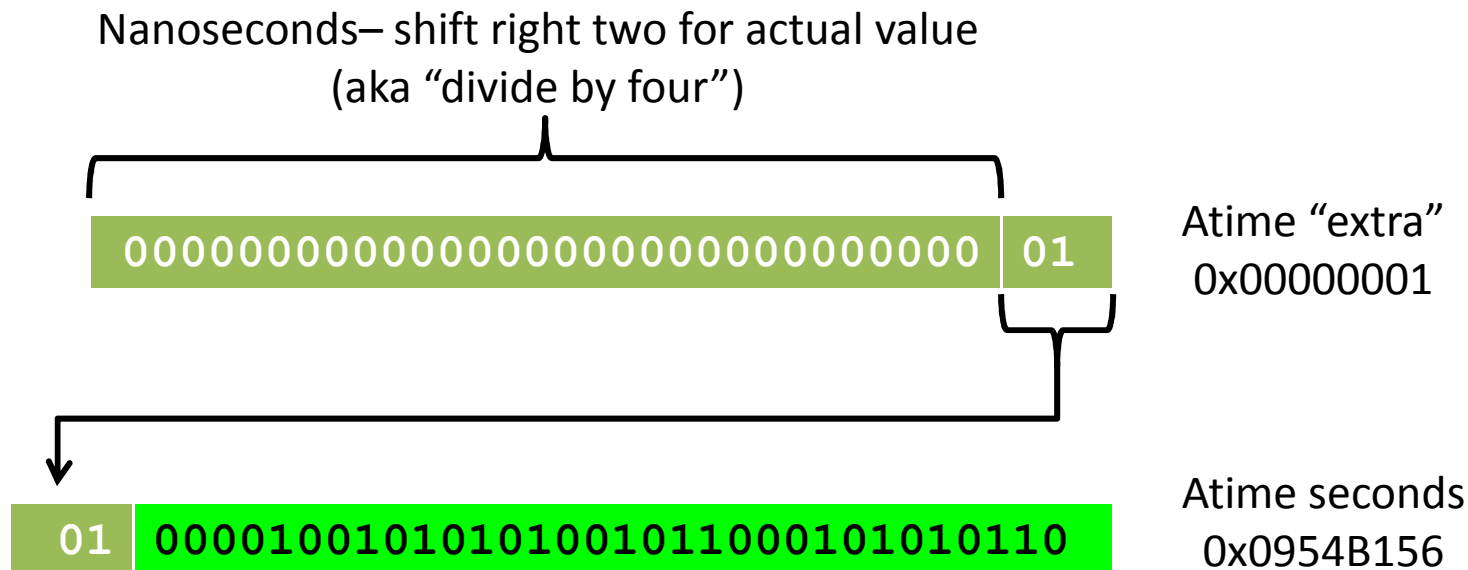 Nanoseconds– shift right two for actual value
(aka “divide by four”)
000000000000000000000000000000 01
Atime “extra”
0x00000001
01 00001001010101001011000101010110
Atime seconds
0x0954B156